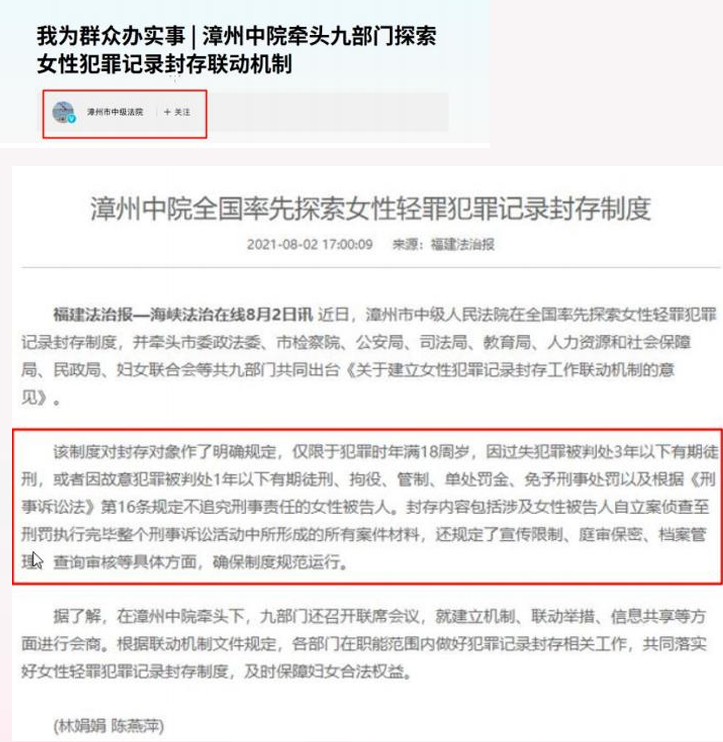 我为群众办实事 | 漳州中院牵头九部门探索
女性犯罪记录封存联动机制
漳州市中级法院 + 关注
漳州中院全国率先探索女性轻罪犯罪记录封存制度
2021-08-02 17:00:09 来源：福建法治报
福建法治报—海峡法治在线8月2日讯 近日，漳州市中级人民法院在全国率先探索女性轻罪犯罪
记录封存制度，并牵头市委政法委、市检察院、公安局、司法局、教育局、人力资源和社会保障
局、民政局、妇女联合会等共九部门共同出台《关于建立女性犯罪记录封存工作联动机制的意
见》。
该制度对封存对象作了明确规定，仅限于犯罪时年满18周岁，因过失犯罪被判处3年以下有期徒
刑，或者因故意犯罪被判处1年以下有期徒刑、拘役、管制、单处罚金、免予刑事处罚以及根据《刑
事诉讼法》第16条规定不追究刑事责任的女性被告人。封存内容包括涉及女性被告人自立案侦查至
刑罚执行完毕整个刑事诉讼活动中所形成的所有案件材料，还规定了宣传限制、庭审保密、档案管
理、查询审核等具体方面，确保制度规范运行。
据了解，在漳州中院牵头下，九部门还召开联席会议，就建立机制、联动举措、信息共享等方
面进行会商。根据联动机制文件规定，各部门在职能范围内做好犯罪记录封存相关工作，共同落实
好女性轻罪犯罪记录封存制度，及时保障妇女合法权益。
(林娟娟 陈燕萍)